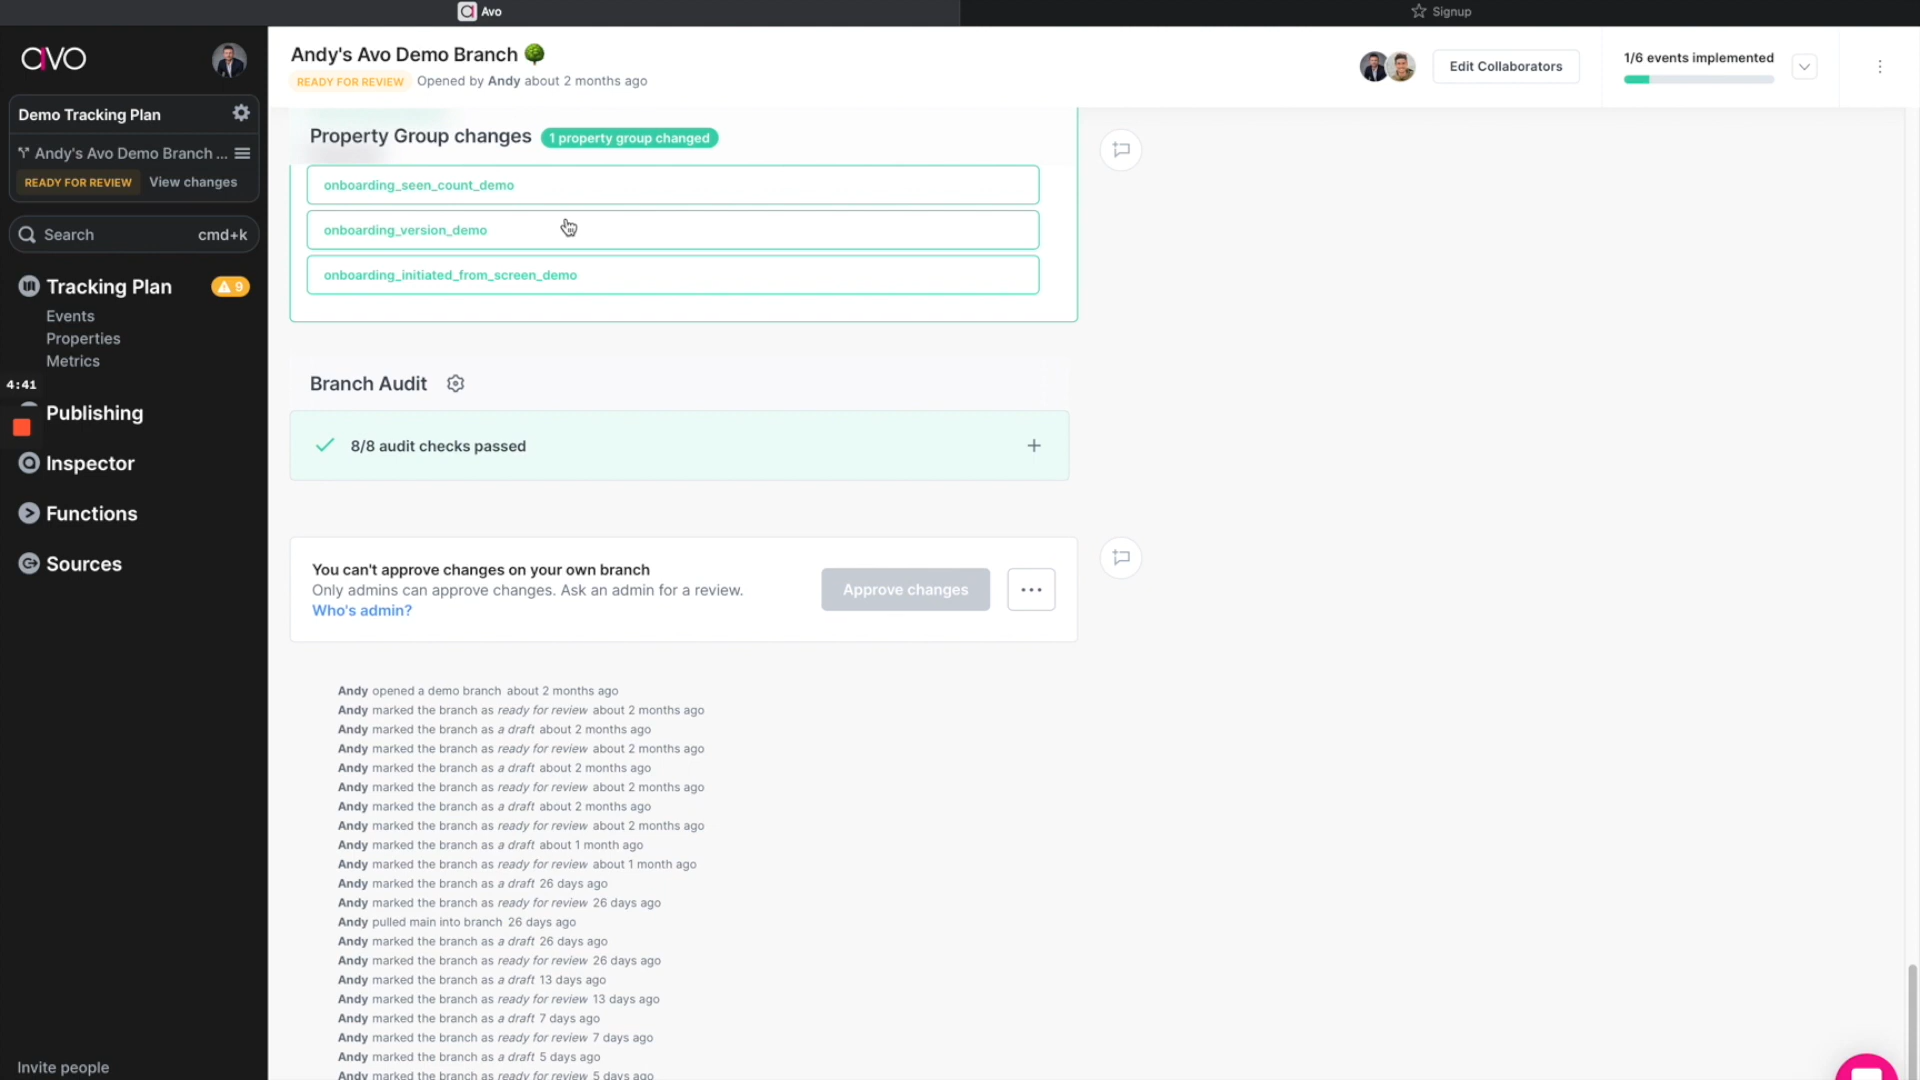 Avo
Signup
avo
Demo Tracking Plan
Andy's Avo Demo Branch ...
READY FOR REVIEW View changes
Search cmd+k
Tracking Plan 9
Events
Properties
Metrics
4:41
Publishing
Inspector
Functions
Sources
Invite people
Andy's Avo Demo Branch
READY FOR REVIEW Opened by Andy about 2 months ago
Edit Collaborators
1/6 events implemented
Property Group changes 1 property group changed
onboarding_seen_count_demo
onboarding_version_demo
onboarding_initiated_from_screen_demo
Branch Audit
8/8 audit checks passed
You can't approve changes on your own branch
Only admins can approve changes. Ask an admin for a review.
Who's admin?
Approve changes
Andy opened a demo branch about 2 months ago
Andy marked the branch as ready for review about 2 months ago
Andy marked the branch as a draft about 2 months ago
Andy marked the branch as ready for review about 2 months ago
Andy marked the branch as a draft about 2 months ago
Andy marked the branch as ready for review about 2 months ago
Andy marked the branch as a draft about 2 months ago
Andy marked the branch as ready for review about 2 months ago
Andy marked the branch as a draft about 1 month ago
Andy marked the branch as ready for review about 1 month ago
Andy marked the branch as a draft 26 days ago
Andy marked the branch as ready for review 26 days ago
Andy pulled main into branch 26 days ago
Andy marked the branch as a draft 26 days ago
Andy marked the branch as ready for review 26 days ago
Andy marked the branch as a draft 13 days ago
Andy marked the branch as ready for review 13 days ago
Andy marked the branch as a draft 7 days ago
Andy marked the branch as ready for review 7 days ago
Andy marked the branch as a draft 5 days ago
Andy marked the branch as ready for review 5 days ago